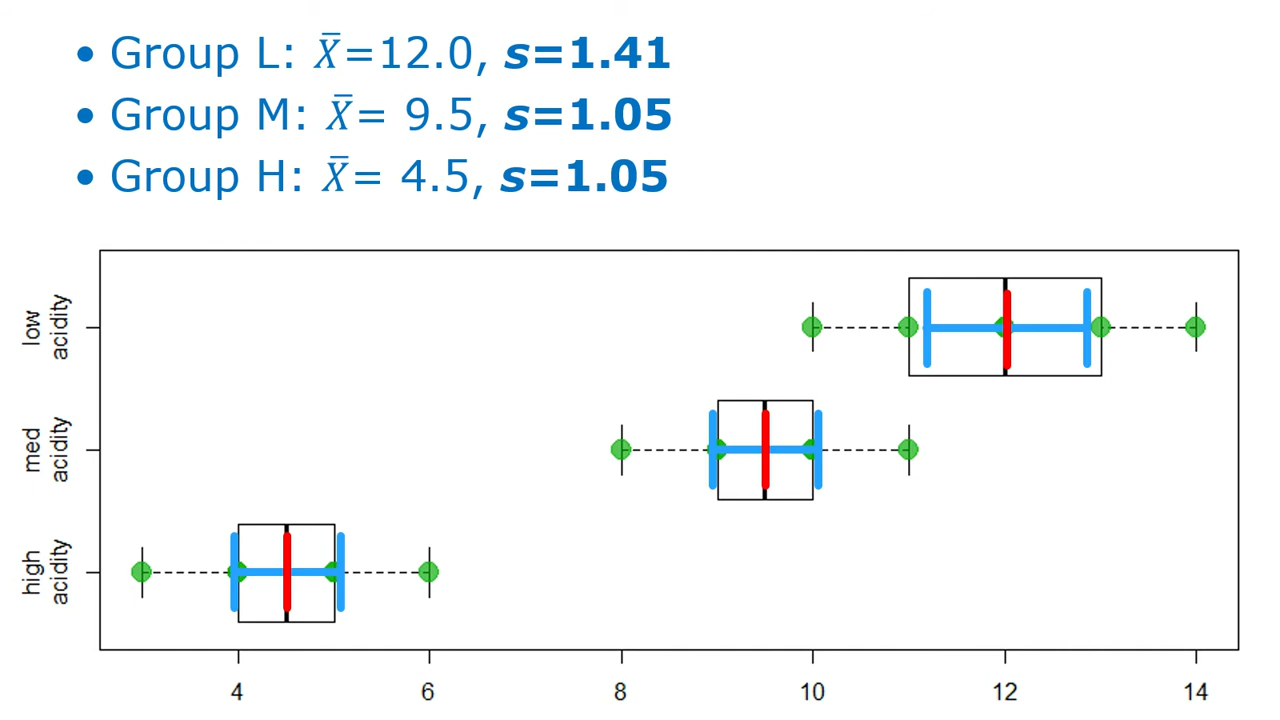 • Group L: X̄=12.0, s=1.41
• Group M: X̄= 9.5, s=1.05
• Group H: X̄= 4.5, s=1.05
low
acidity
med
acidity
high
acidity
4 6 8 10 12 14